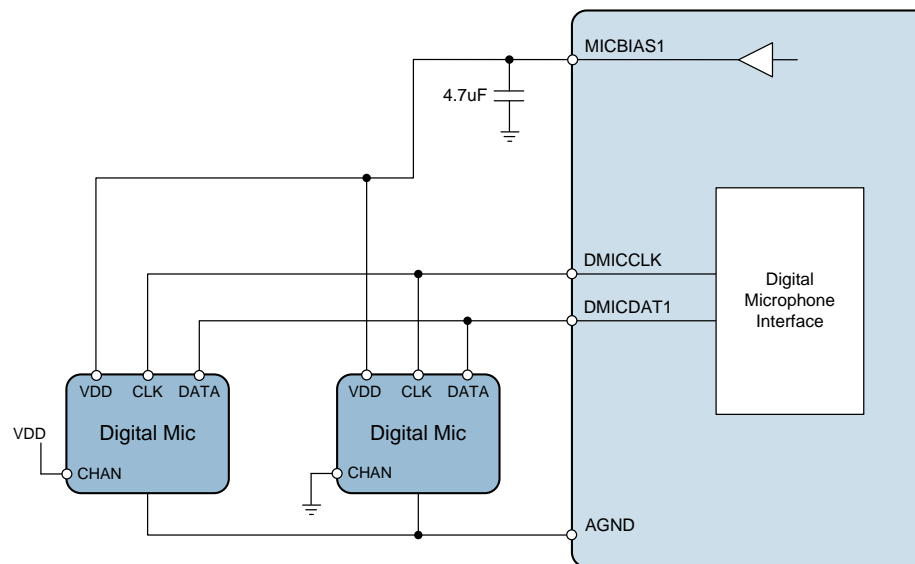 MICBIAS1
4.7uF
DMICCLK
Digital
Microphone
Interface
DMICDAT1
VDD CLK DATA
VDD CLK DATA
Digital Mic
Digital Mic
VDD
CHAN
CHAN
AGND